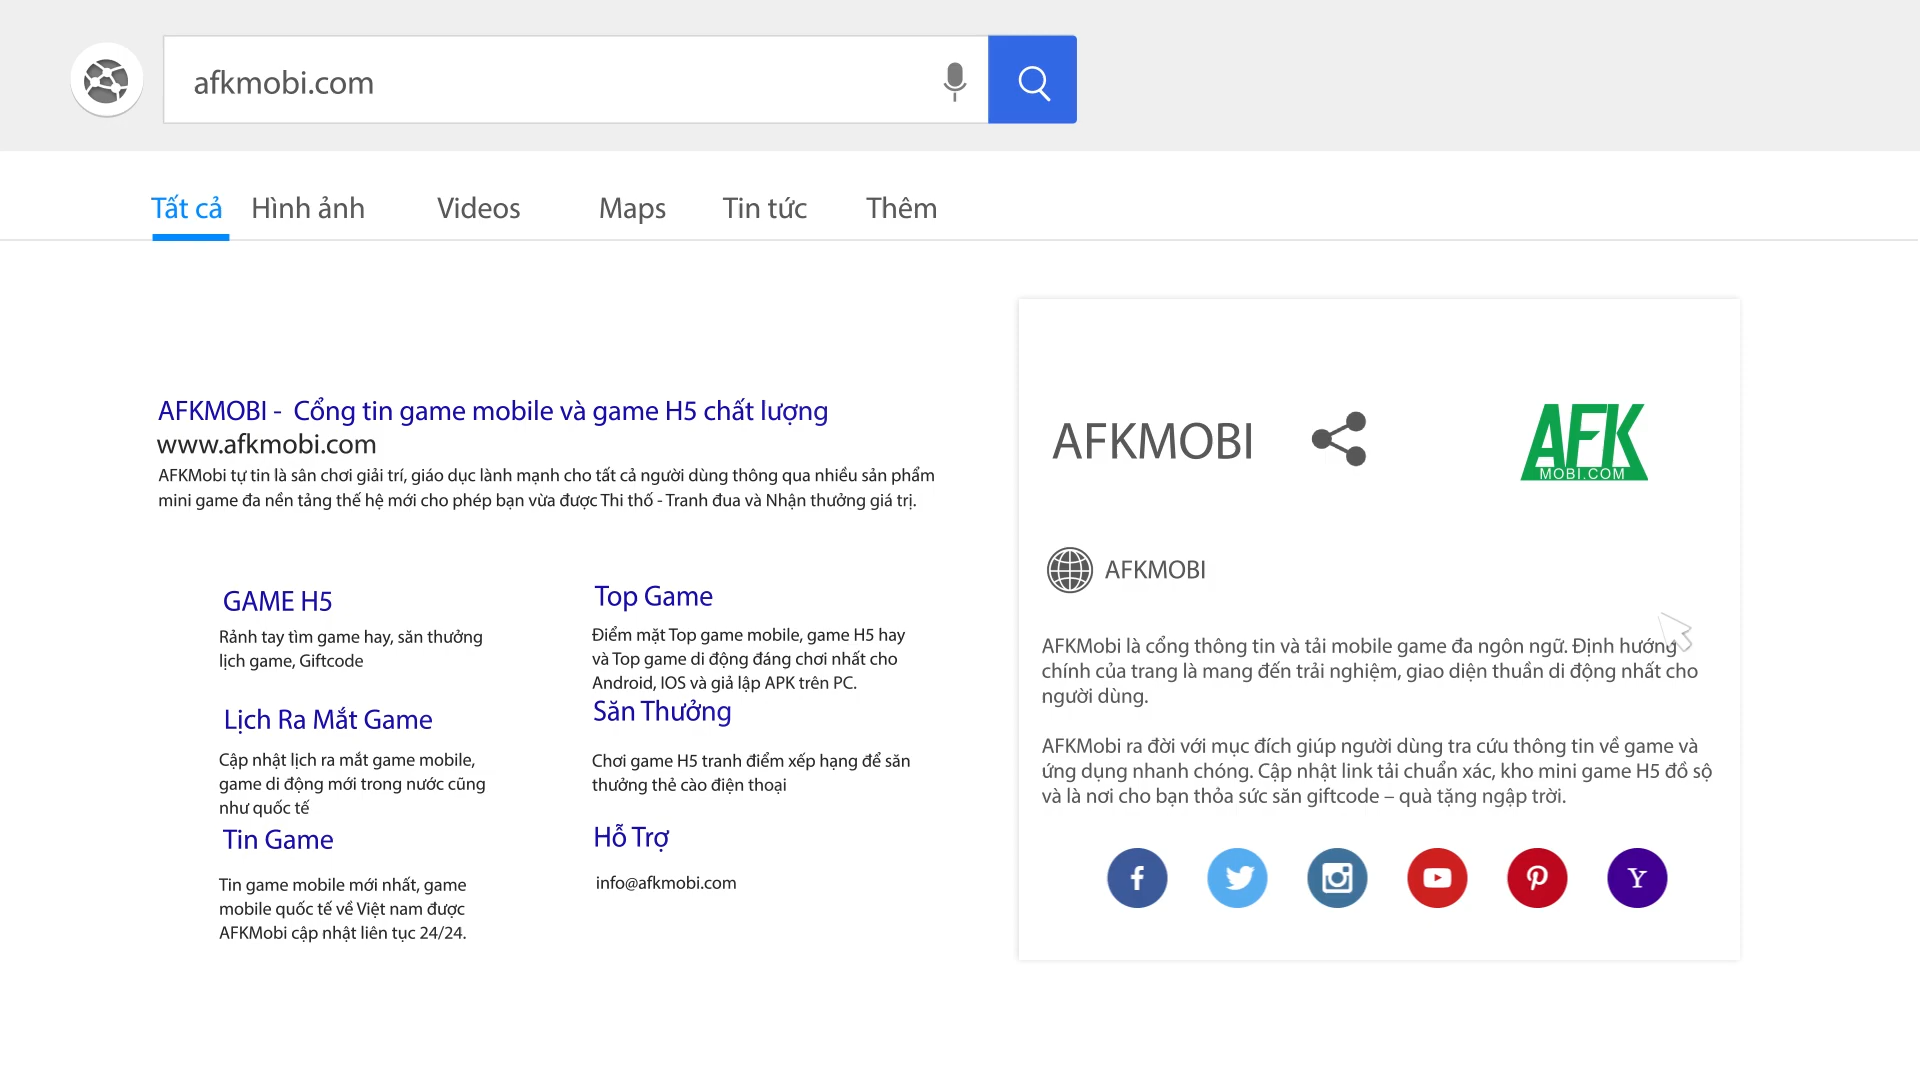 afkmobi.com
Tất cả Hình ảnh Videos Maps Tin tức Thêm
AFKMOBI - Cổng tin game mobile và game H5 chất lượng
www.afkmobi.com
AFKMobi tự tin là sân chơi giải trí, giáo dục lành mạnh cho tất cả người dùng thông qua nhiều sản phẩm
mini game đa nền tảng thế hệ mới cho phép bạn vừa được Thi thố - Tranh đua và Nhận thưởng giá trị.
GAME H5
Rảnh tay tìm game hay, săn thưởng
lịch game, Giftcode
Lịch Ra Mắt Game
Cập nhật lịch ra mắt game mobile,
game di động mới trong nước cũng
như quốc tế
Tin Game
Tin game mobile mới nhất, game
mobile quốc tế về Việt nam được
AFKMobi cập nhật liên tục 24/24.
Top Game
Điểm mặt Top game mobile, game H5 hay
và Top game di động đáng chơi nhất cho
Android, IOS và giả lập APK trên PC.
Săn Thưởng
Chơi game H5 tranh điểm xếp hạng để săn
thưởng thẻ cào điện thoại
Hỗ Trợ
info@afkmobi.com
AFKMOBI
AFK
MOBI.COM
AFKMOBI
AFKMobi là cổng thông tin và tải mobile game đa ngôn ngữ. Định hướng
chính của trang là mang đến trải nghiệm, giao diện thuần di động nhất cho
người dùng.
AFKMobi ra đời với mục đích giúp người dùng tra cứu thông tin về game và
ứng dụng nhanh chóng. Cập nhật link tải chuẩn xác, kho mini game H5 đồ sộ
và là nơi cho bạn thỏa sức săn giftcode – quà tặng ngập trời.